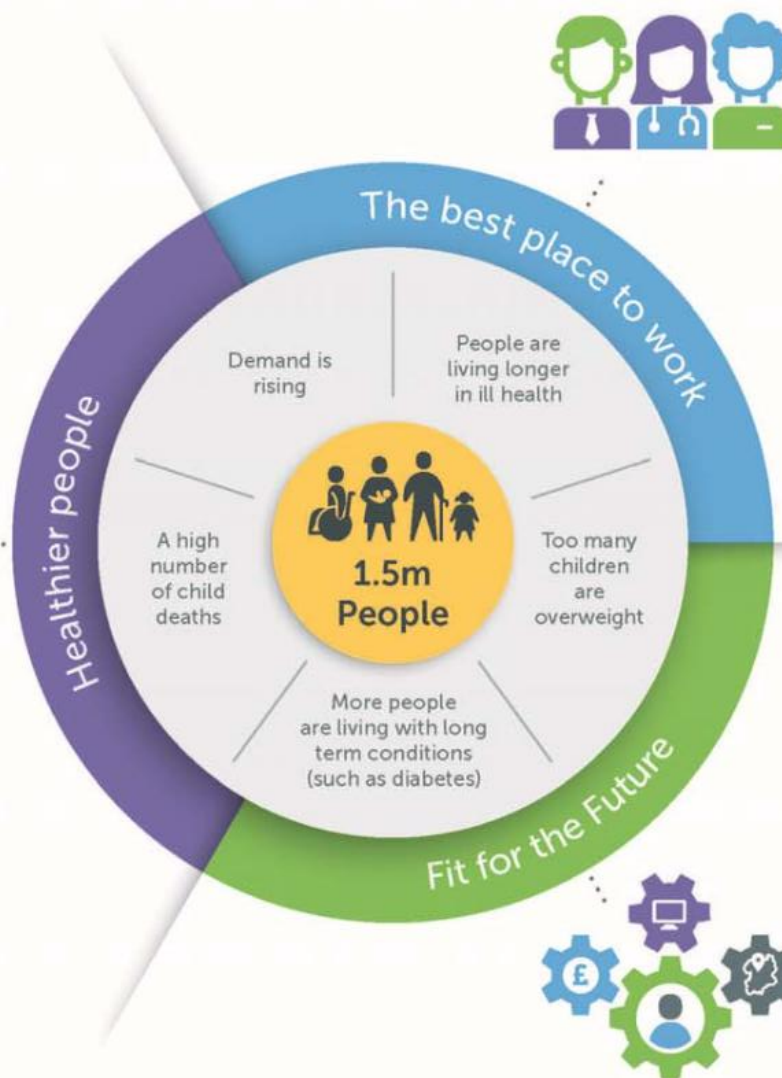 The best place to work
Healthier people
Demand is
rising
People are
living longer
in ill health
A high
number
of child
deaths
1.5m
People
Too many
children
are
overweight
More people
are living with long
term conditions
(such as diabetes)
Fit for the Future
£